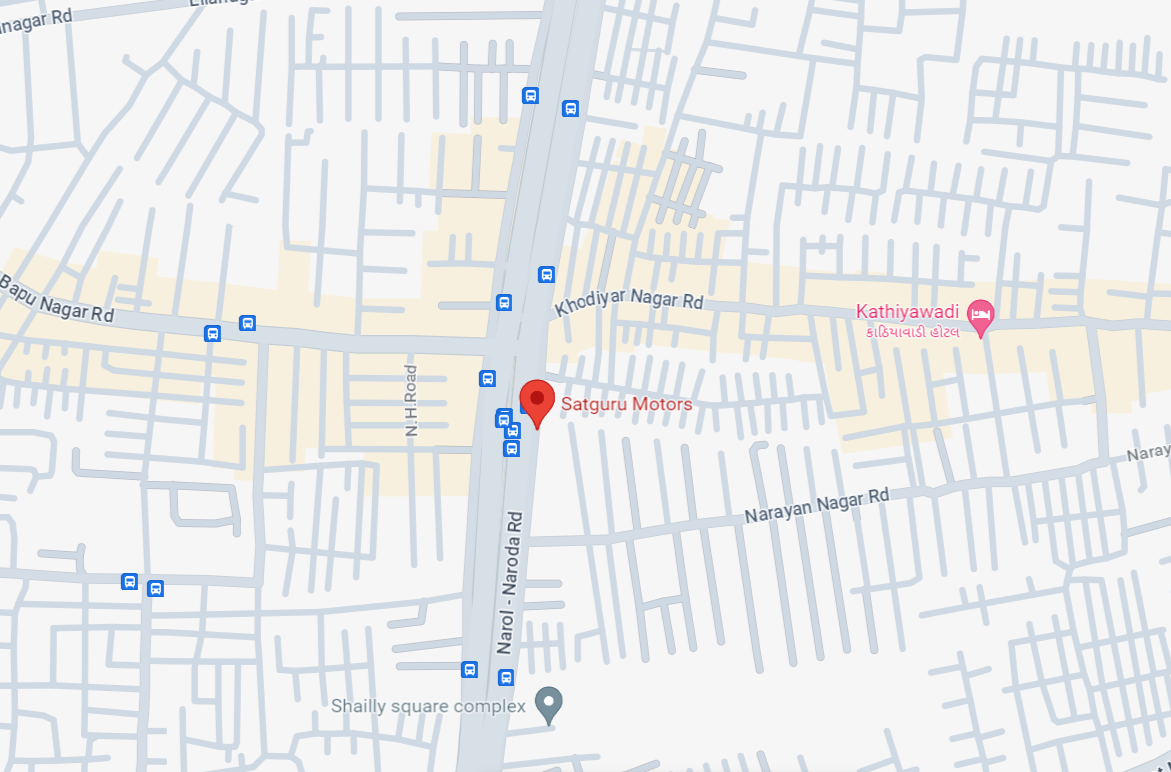 Bapu Nagar Rd
Khodiyar Nagar Rd
Kathiyawadi
કાઠિયાવાડી હોટલ
N.H.Road
Satguru Motors
Narayan Nagar Rd
Narol - Naroda Rd
Shailly square complex